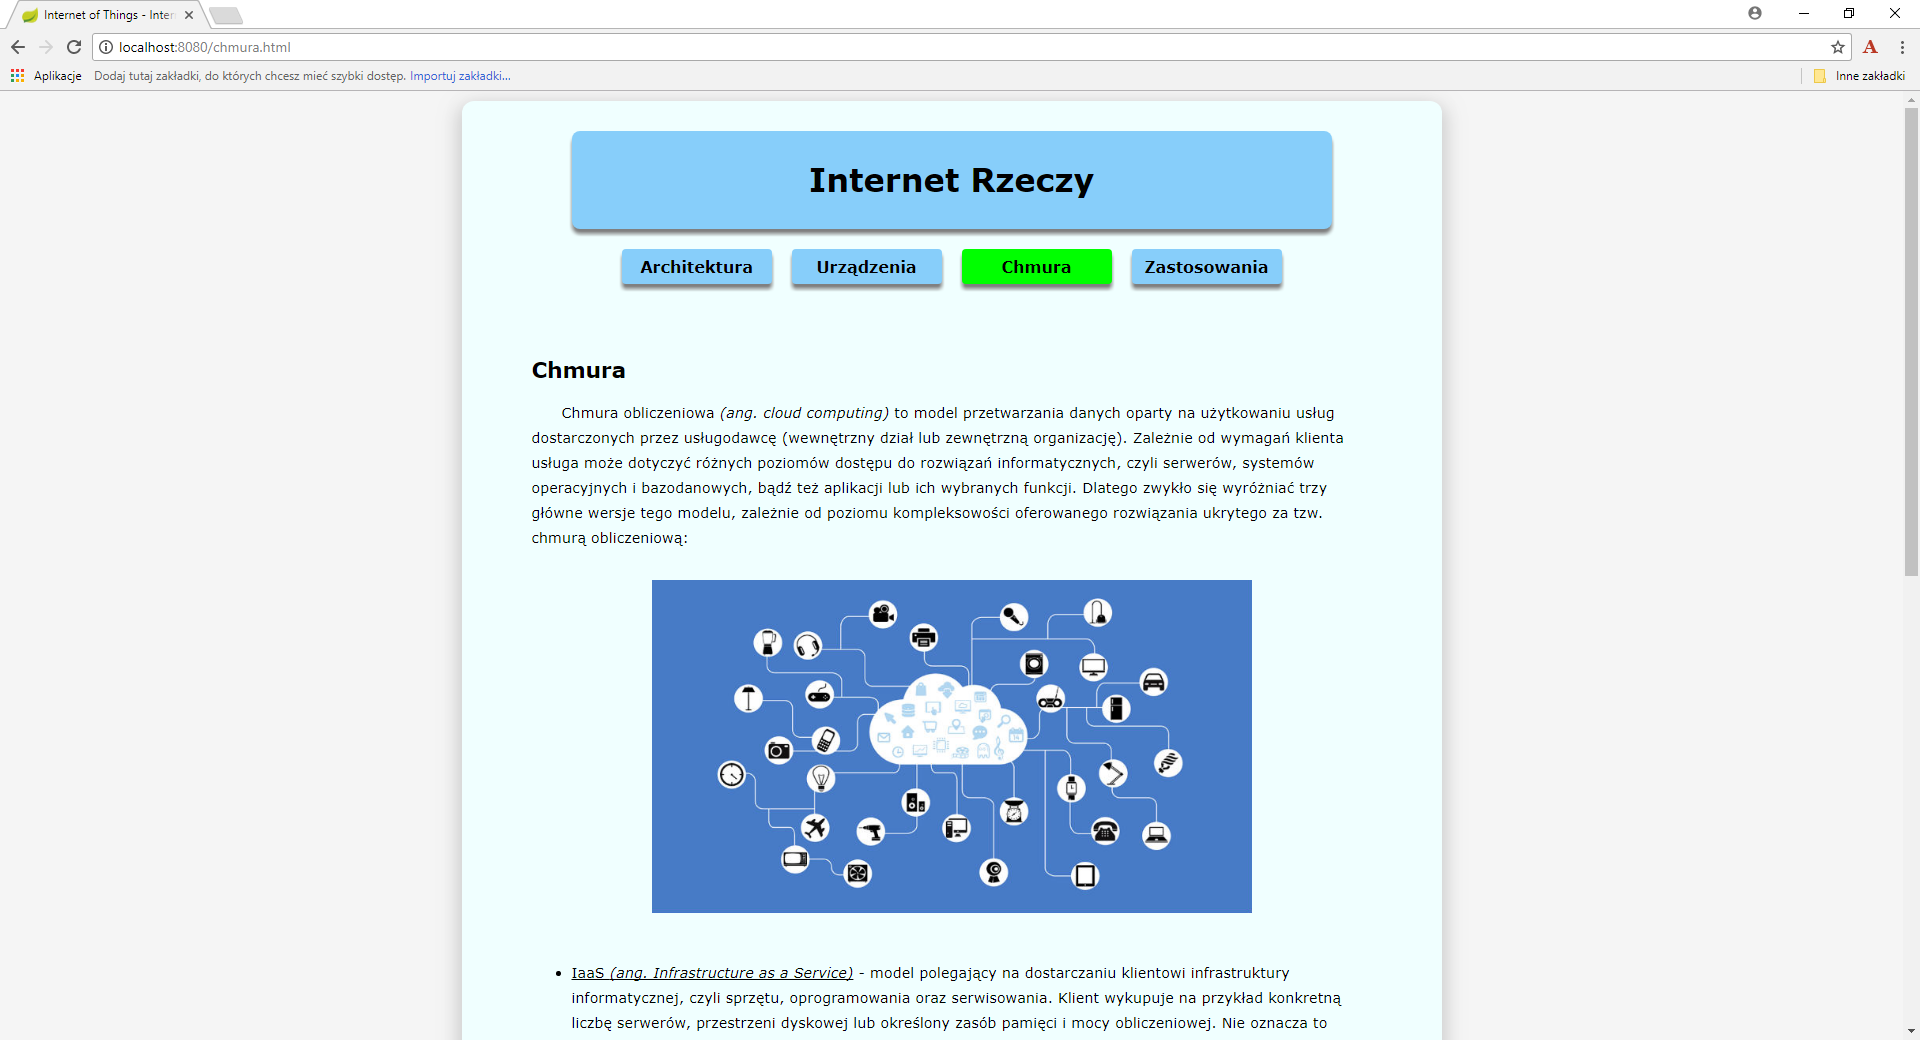 Internet of Things - Inter
localhost:8080/chmura.html
Aplikacje Dodaj tutaj zakładki, do których chcesz mieć szybki dostęp. Importuj zakładki... Inne zakładki
Internet Rzeczy
Architektura Urządzenia Chmura Zastosowania
Chmura
Chmura obliczeniowa (ang. cloud computing) to model przetwarzania danych oparty na użytkowaniu usług
dostarczonych przez usługodawcę (wewnętrzny dział lub zewnętrzną organizację). Zależnie od wymagań klienta
usługa może dotyczyć różnych poziomów dostępu do rozwiązań informatycznych, czyli serwerów, systemów
operacyjnych i bazodanowych, bądź też aplikacji lub ich wybranych funkcji. Dlatego zwykło się wyróżniać trzy
główne wersje tego modelu, zależnie od poziomu kompleksowości oferowanego rozwiązania ukrytego za tzw.
chmurą obliczeniową:
• IaaS (ang. Infrastructure as a Service) - model polegający na dostarczaniu klientowi infrastruktury
informatycznej, czyli sprzętu, oprogramowania oraz serwisowania. Klient wykupuje na przykład konkretną
liczbę serwerów, przestrzeni dyskowej lub określony zasób pamięci i mocy obliczeniowej. Nie oznacza to